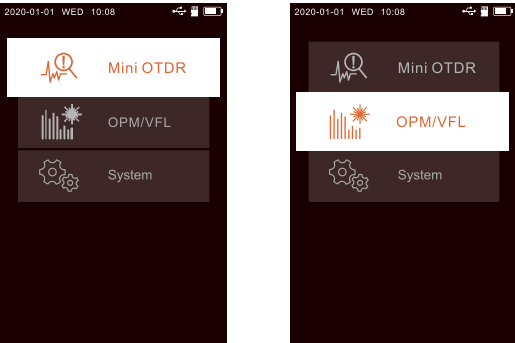 2020-01-01 WED 10:08
Mini OTDR
OPM/VFL
System
2020-01-01 WED 10:08
Mini OTDR
OPM/VFL
System